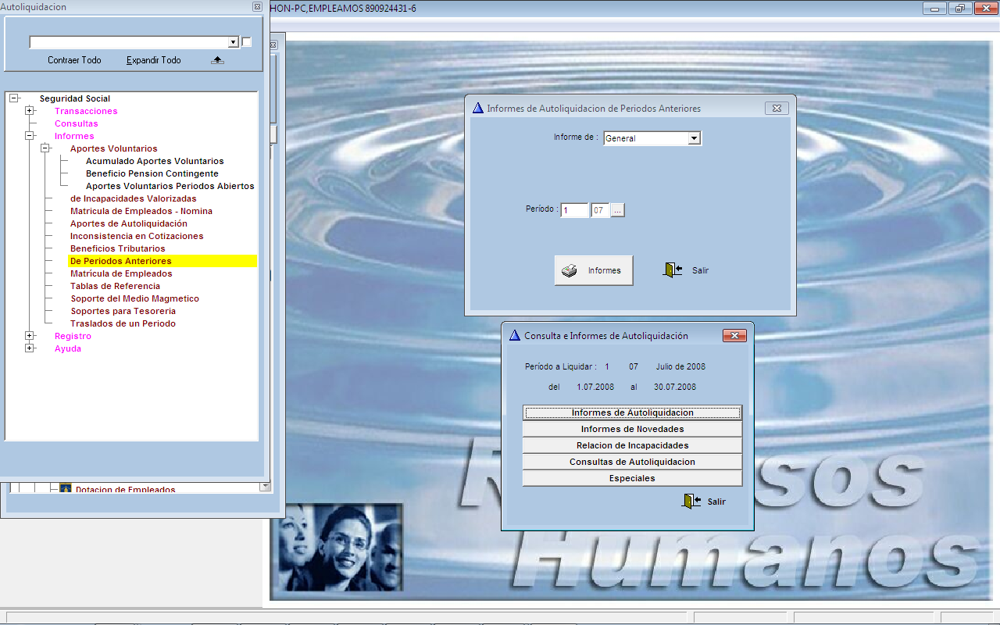 Autoliquidacion
HON-PC,EMPLEAMOS 890924431-6
Contraer Todo Expandir Todo
Seguridad Social
Transacciones
Consultas
Informes
Aportes Voluntarios
Acumulado Aportes Voluntarios
Beneficio Pension Contingente
Aportes Voluntarios Periodos Abiertos
de Incapacidades Valorizadas
Matricula de Empleados - Nomina
Aportes de Autoliquidación
Inconsistencia en Cotizaciones
Beneficios Tributarios
De Periodos Anteriores
Matrícula de Empleados
Tablas de Referencia
Soporte del Medio Magmetico
Soportes para Tesoreria
Traslados de un Periodo
Registro
Ayuda
Dotacion de Empleados
Informes de Autoliquidacion de Periodos Anteriores
Informe de : General
Período : 1 07 ...
Informes Salir
Consulta e Informes de Autoliquidación
Período a Liquidar : 1 07 Julio de 2008
del 1.07.2008 al 30.07.2008
Informes de Autoliquidacion
Informes de Novedades
Relacion de Incapacidades
Consultas de Autoliquidacion
Especiales
Salir
Humanos